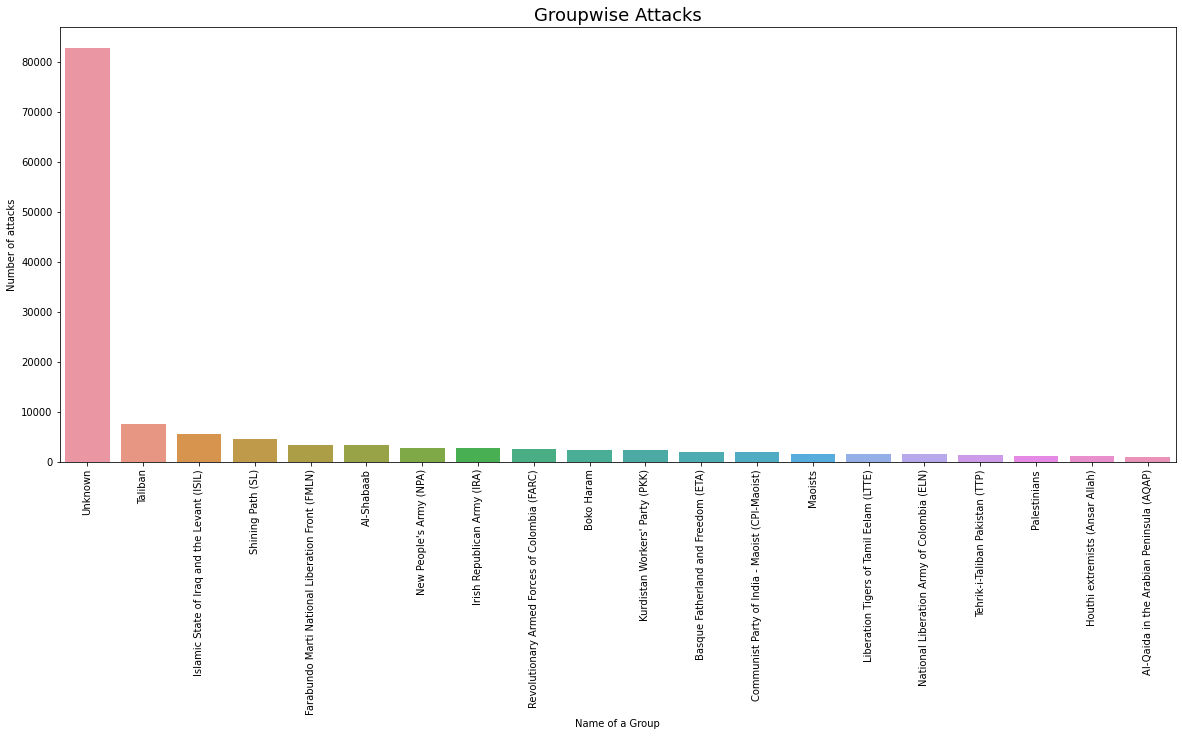 Groupwise Attacks
Number of attacks
80000
70000
60000
50000
40000
30000
20000
10000
0
Unknown
Taliban
Islamic State of Iraq and the Levant (ISIL)
Shining Path (SL)
Farabundo Marti National Liberation Front (FMLN)
Al-Shabaab
New People's Army (NPA)
Irish Republican Army (IRA)
Revolutionary Armed Forces of Colombia (FARC)
Boko Haram
Kurdistan Workers' Party (PKK)
Basque Fatherland and Freedom (ETA)
Communist Party of India - Maoist (CPI-Maoist)
Maoists
Liberation Tigers of Tamil Eelam (LTTE)
National Liberation Army of Colombia (ELN)
Tehrik-i-Taliban Pakistan (TTP)
Palestinians
Houthi extremists (Ansar Allah)
Al-Qaida in the Arabian Peninsula (AQAP)
Name of a Group